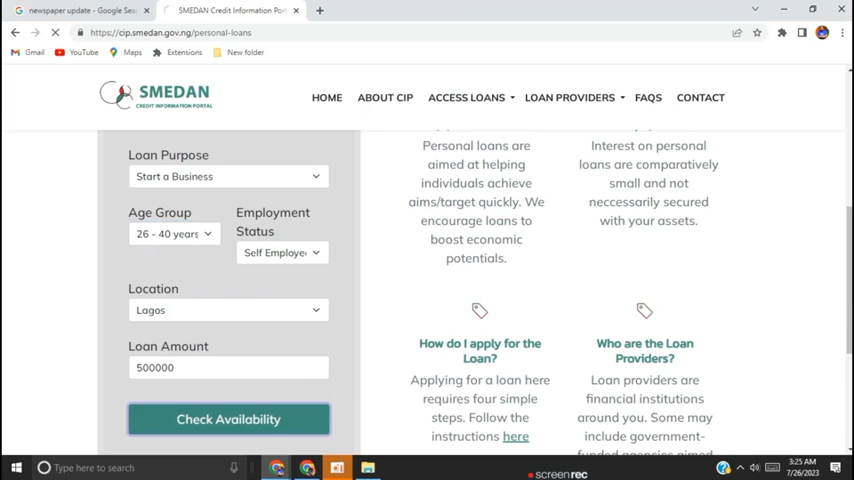 newspaper update - Google Sea
SMEDAN Credit Information Port
https://cip.smedan.gov.ng/personal-loans
Gmail
YouTube
Maps
Extensions
New folder
SMEDAN
CREDIT INFORMATION PORTAL
HOME
ABOUT CIP
ACCESS LOANS
LOAN PROVIDERS
FAQS
CONTACT
Loan Purpose
Start a Business
Age Group
26 - 40 years
Employment
Status
Self Employe
Location
Lagos
Loan Amount
500000
Check Availability
Personal loans are
aimed at helping
individuals achieve
aims/target quickly. We
encourage loans to
boost economic
potentials.
Interest on personal
loans are comparatively
small and not
neccessarily secured
with your assets.
How do I apply for the
Loan?
Applying for a loan here
requires four simple
steps. Follow the
instructions here
Who are the Loan
Providers?
Loan providers are
financial institutions
around you. Some may
include government-
funded agencies aimed
Type here to search
screenrec
3:25 AM
7/26/2023